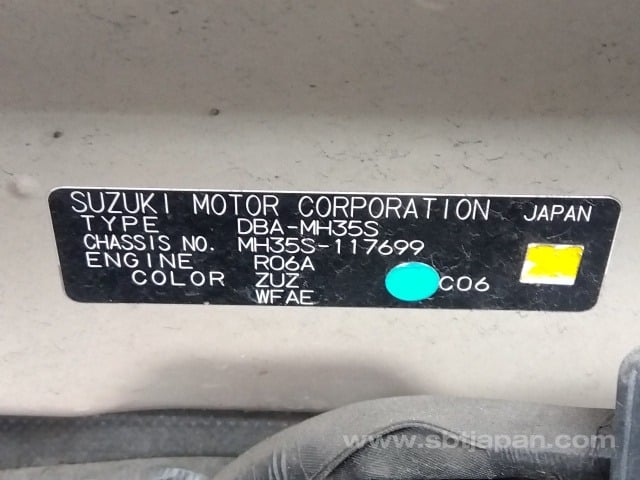 SUZUKI MOTOR CORPORATION JAPAN
TYPE DBA-MH35S
CHASSIS NO. MH35S-117699
ENGINE R06A
COLOR ZUZ C06
WFAE
www.sbijapan.com